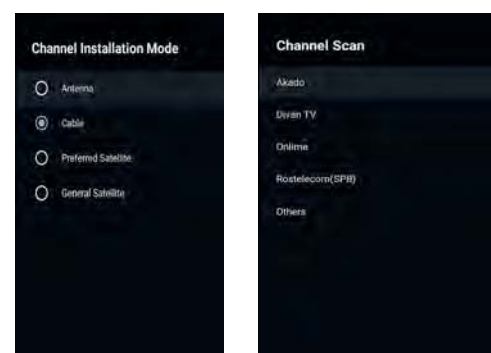 Channel Installation Mode
Antenna
Cable
Preferred Satellite
General Satellite
Channel Scan
Akado
Divan TV
Onlime
Rostelecom(SPB)
Others